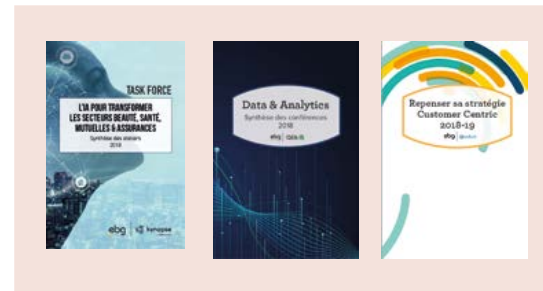 TASK FORCE
L'IA POUR TRANSFORMER
LES SECTEURS BEAUTÉ, SANTÉ,
MUTUELLES & ASSURANCES
Synthèse des ateliers
2018
ebg
Data & Analytics
Synthèse des conférences
2018
ebg
Repenser sa stratégie
Customer Centric
2018-19
ebg